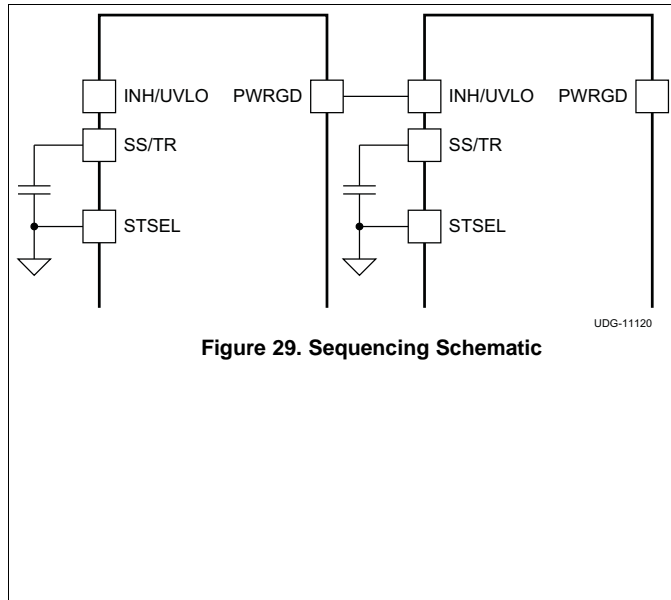 INH/UVLO PWRGD INH/UVLO PWRGD
SS/TR SS/TR
STSEL STSEL
UDG-11120
Figure 29. Sequencing Schematic